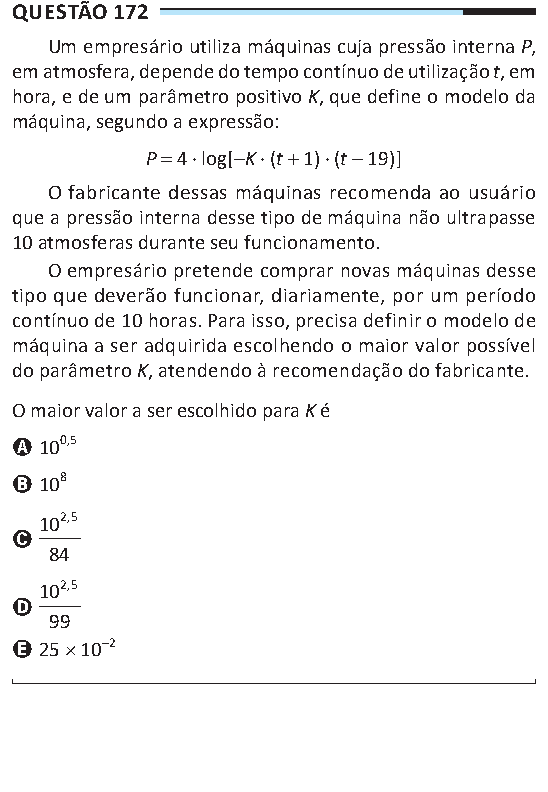 QUESTÃO 172
Um empresário utiliza máquinas cuja pressão interna P,
em atmosfera, depende do tempo contínuo de utilização t, em
hora, e de um parâmetro positivo K, que define o modelo da
máquina, segundo a expressão:
P = 4 · log[–K · (t + 1) · (t – 19)]
O fabricante dessas máquinas recomenda ao usuário
que a pressão interna desse tipo de máquina não ultrapasse
10 atmosferas durante seu funcionamento.
O empresário pretende comprar novas máquinas desse
tipo que deverão funcionar, diariamente, por um período
contínuo de 10 horas. Para isso, precisa definir o modelo de
máquina a ser adquirida escolhendo o maior valor possível
do parâmetro K, atendendo à recomendação do fabricante.
O maior valor a ser escolhido para K é
A 10^0,5
B 10^8
C 10^2,5 / 84
D 10^2,5 / 99
E 25 × 10^–2